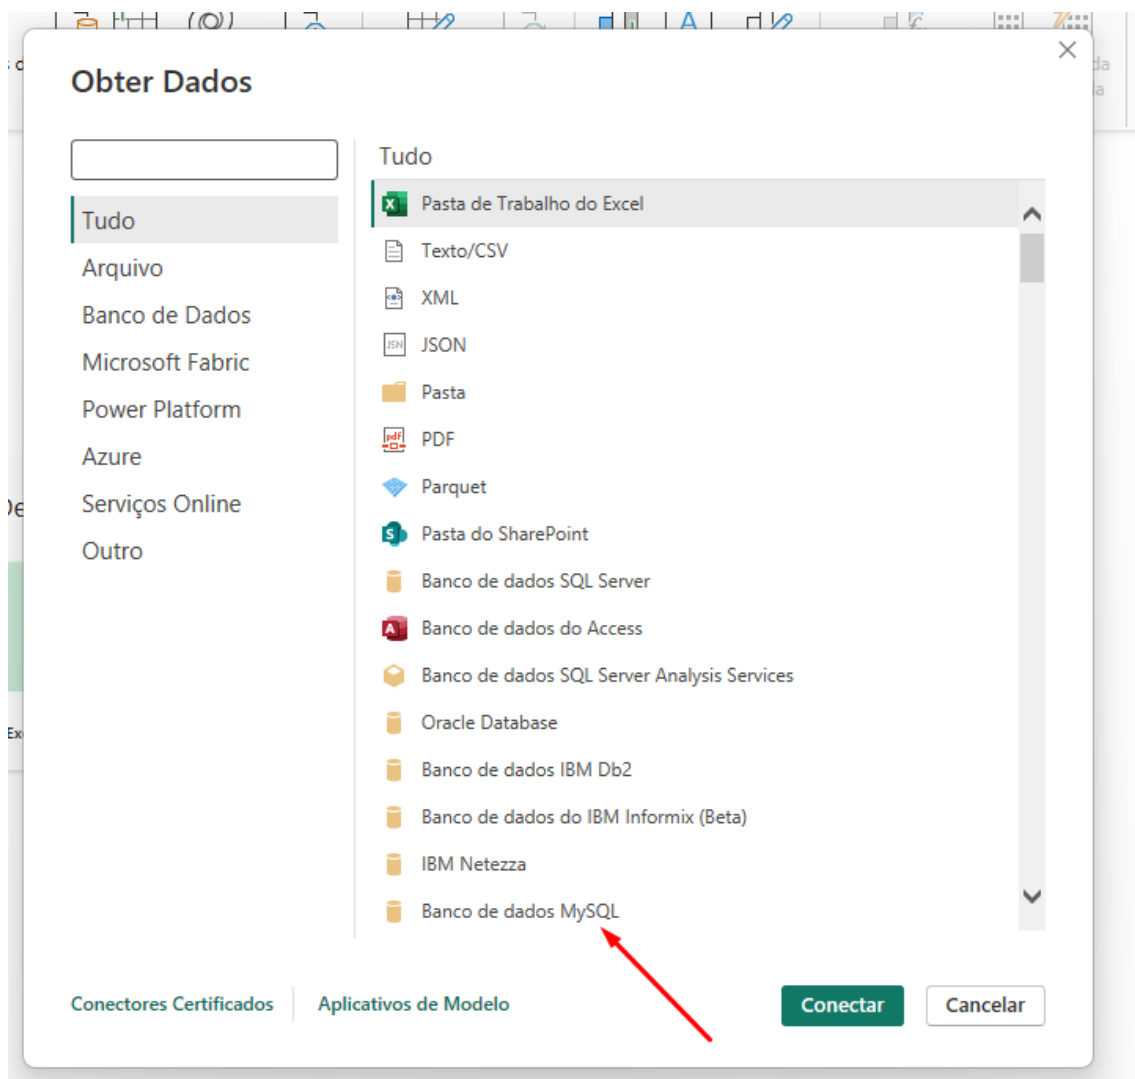 Obter Dados
Tudo
Arquivo
Banco de Dados
Microsoft Fabric
Power Platform
Azure
Serviços Online
Outro
Tudo
Pasta de Trabalho do Excel
Texto/CSV
XML
JSON
Pasta
PDF
Parquet
Pasta do SharePoint
Banco de dados SQL Server
Banco de dados do Access
Banco de dados SQL Server Analysis Services
Oracle Database
Banco de dados IBM Db2
Banco de dados do IBM Informix (Beta)
IBM Netezza
Banco de dados MySQL
Conectores Certificados
Aplicativos de Modelo
Conectar
Cancelar